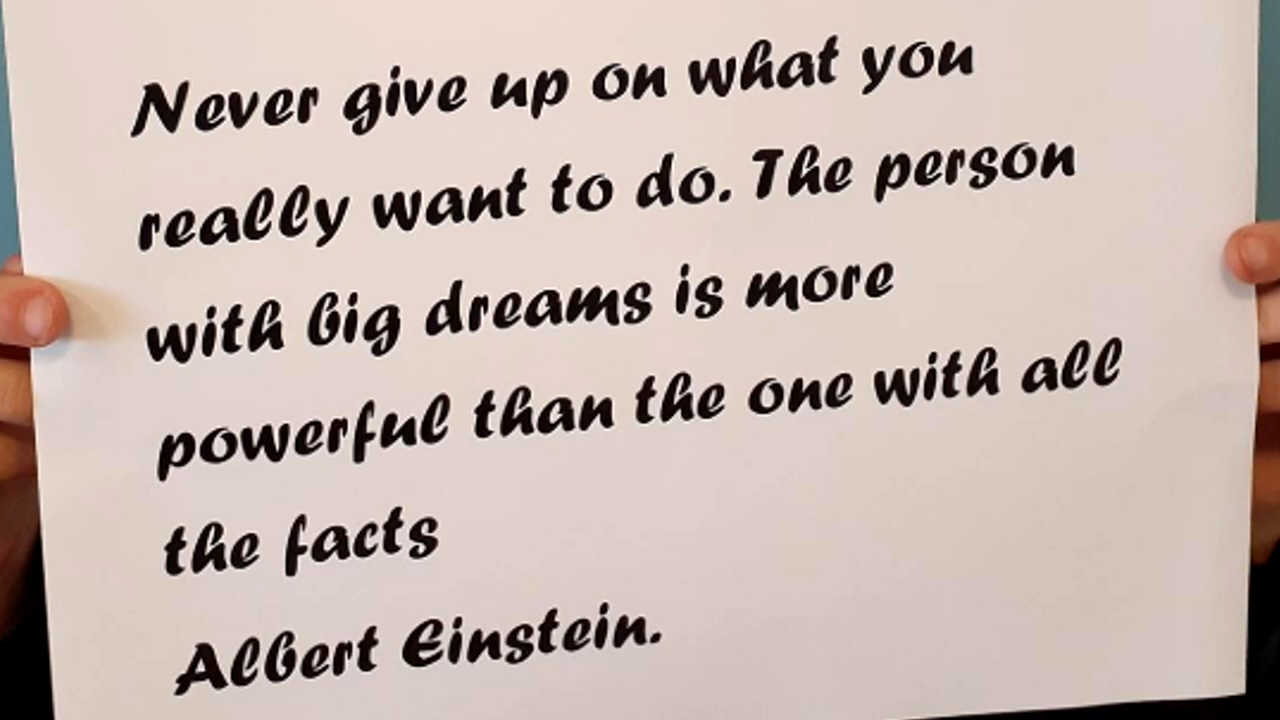 Never give up on what you
really want to do. The person
with big dreams is more
powerful than the one with all
the facts
Albert Einstein.